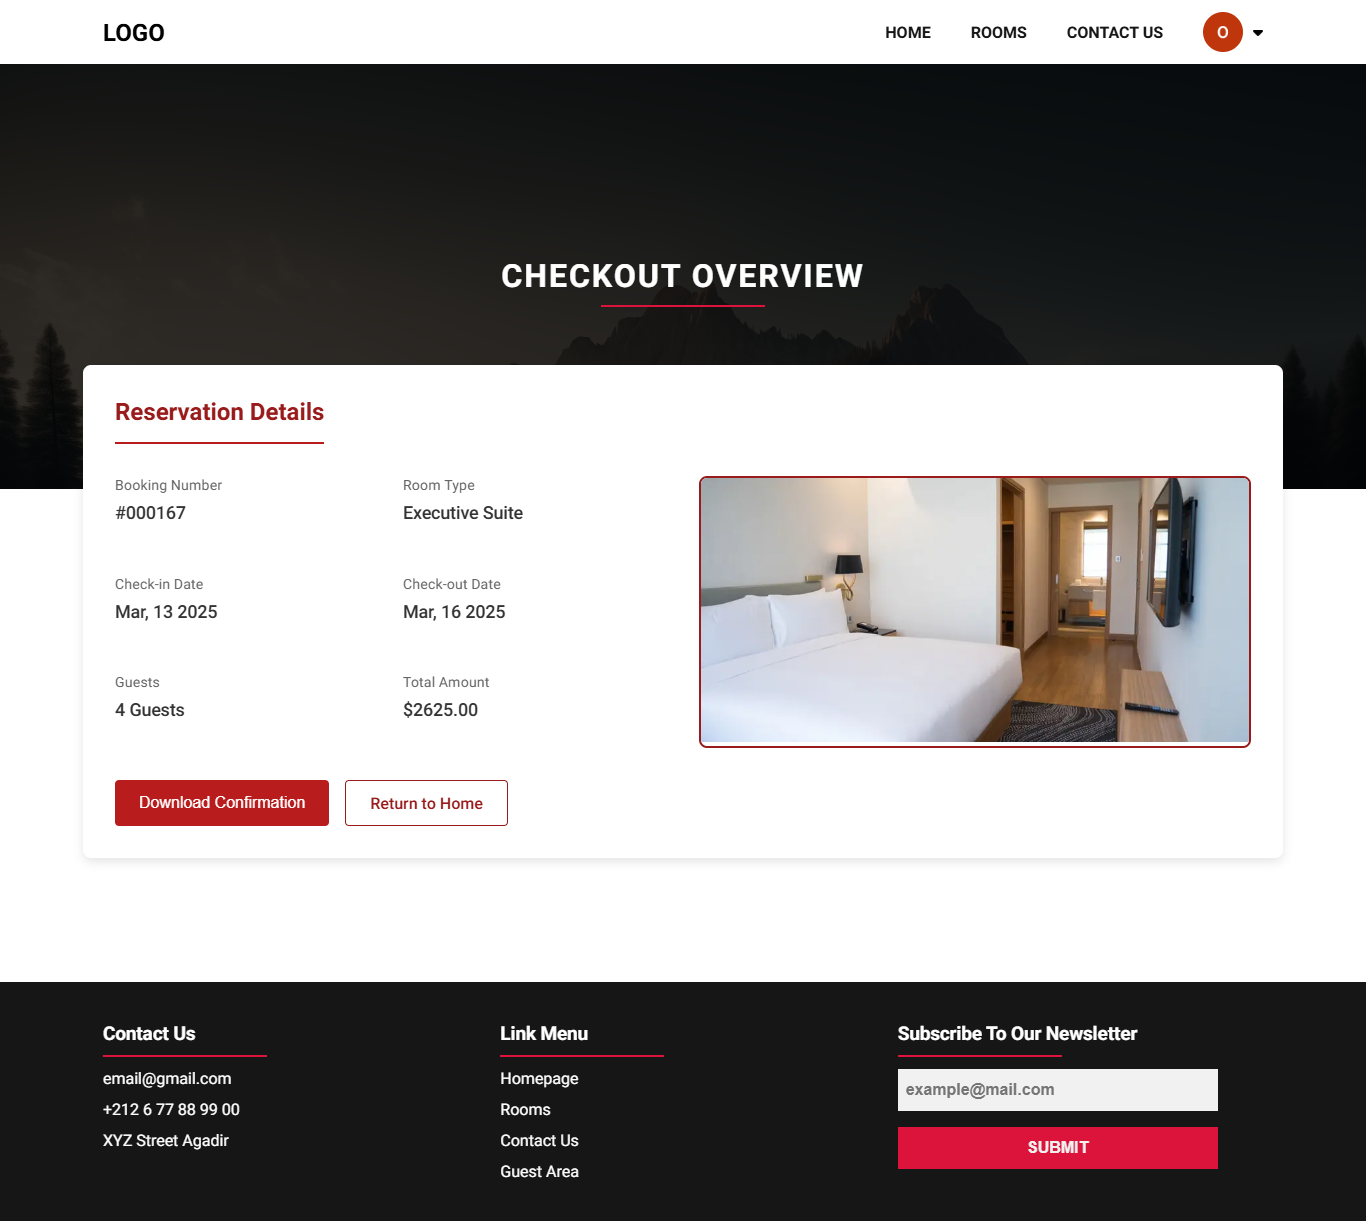 LOGO
HOME ROOMS CONTACT US O
CHECKOUT OVERVIEW
Reservation Details
Booking Number Room Type
#000167 Executive Suite
Check-in Date Check-out Date
Mar, 13 2025 Mar, 16 2025
Guests Total Amount
4 Guests $2625.00
Download Confirmation Return to Home
Contact Us
email@gmail.com
+212 6 77 88 99 00
XYZ Street Agadir
Link Menu
Homepage
Rooms
Contact Us
Guest Area
Subscribe To Our Newsletter
example@mail.com
SUBMIT